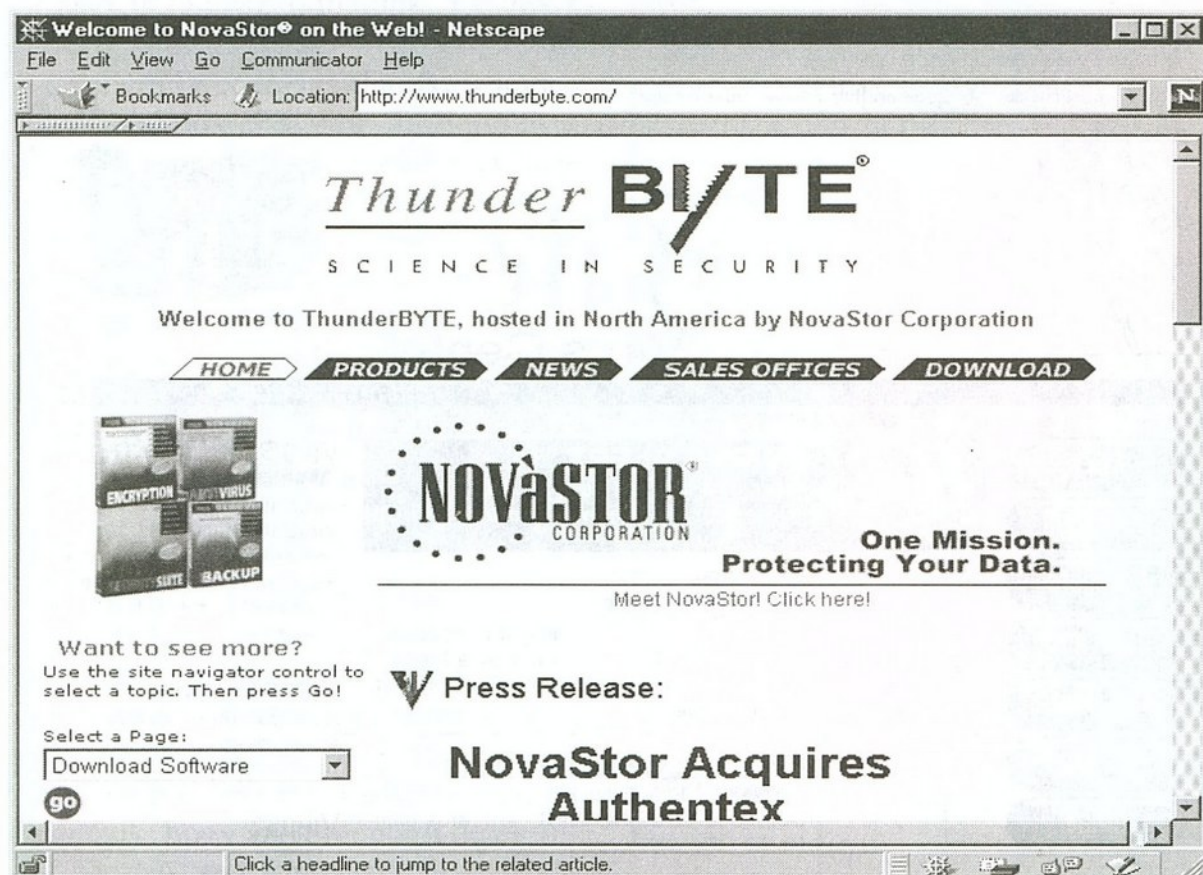 Welcome to NovaStor® on the Web! - Netscape
File Edit View Go Communicator Help
Bookmarks Location: http://www.thunderbyte.com/
N
Thunder BYTE®
SCIENCE IN SECURITY
Welcome to ThunderBYTE, hosted in North America by NovaStor Corporation
HOME PRODUCTS NEWS SALES OFFICES DOWNLOAD
ENCRYPTION ANTIVIRUS
SECURITY SUITE BACKUP
NOVàSTOR®
CORPORATION
One Mission.
Protecting Your Data.
Meet NovaStor! Click here!
Want to see more?
Use the site navigator control to
select a topic. Then press Go!
Select a Page:
Download Software
go
Press Release:
NovaStor Acquires
Authentex
Click a headline to jump to the related article.